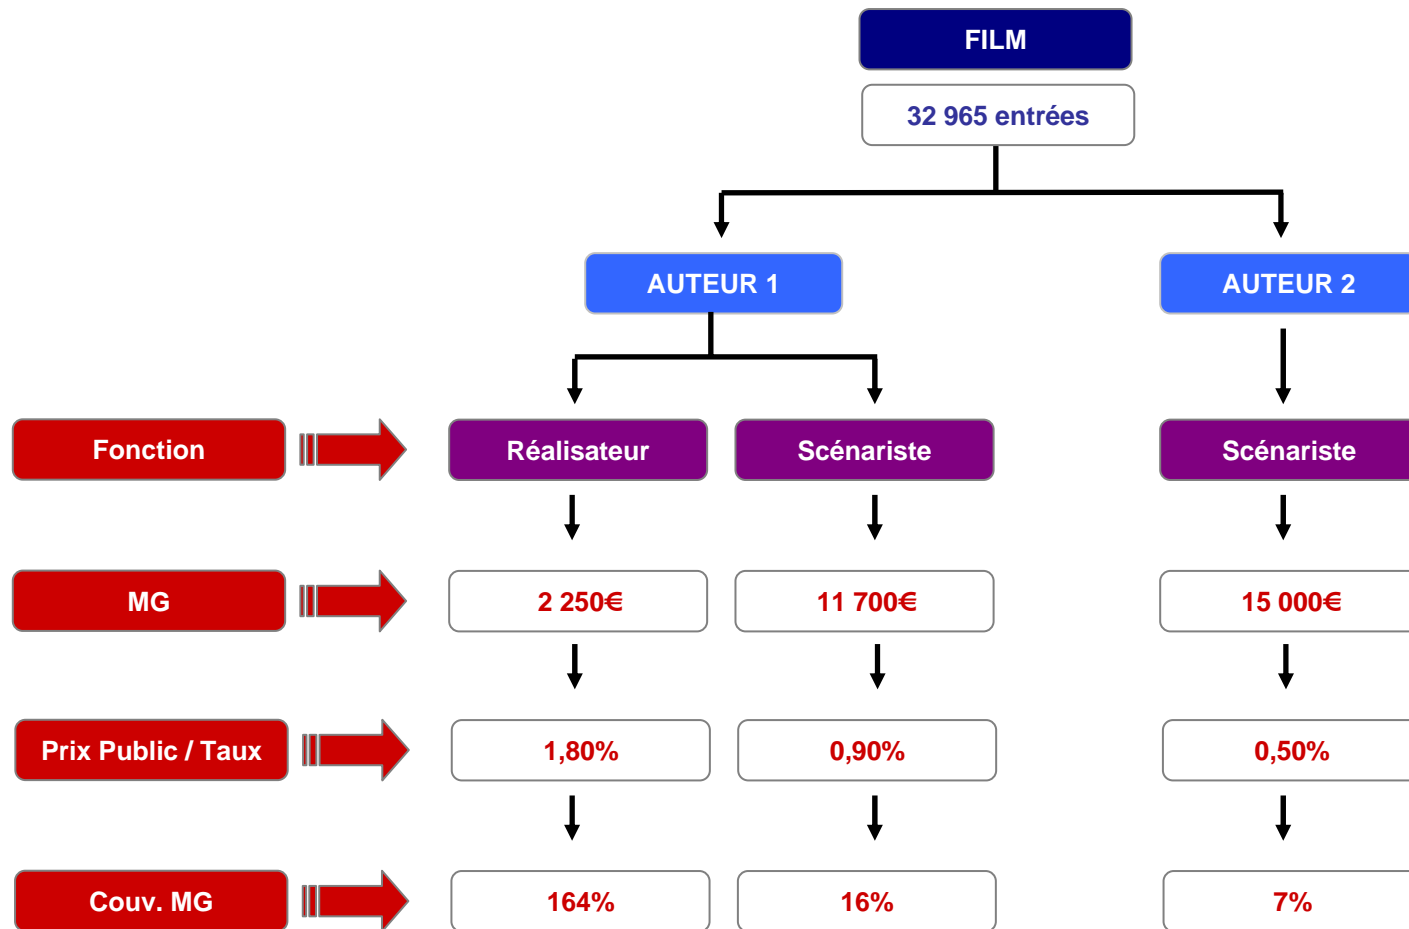 FILM
32 965 entrées
AUTEUR 1
AUTEUR 2
Fonction
Réalisateur
Scénariste
Scénariste
MG
2 250€
11 700€
15 000€
Prix Public / Taux
1,80%
0,90%
0,50%
Couv. MG
164%
16%
7%